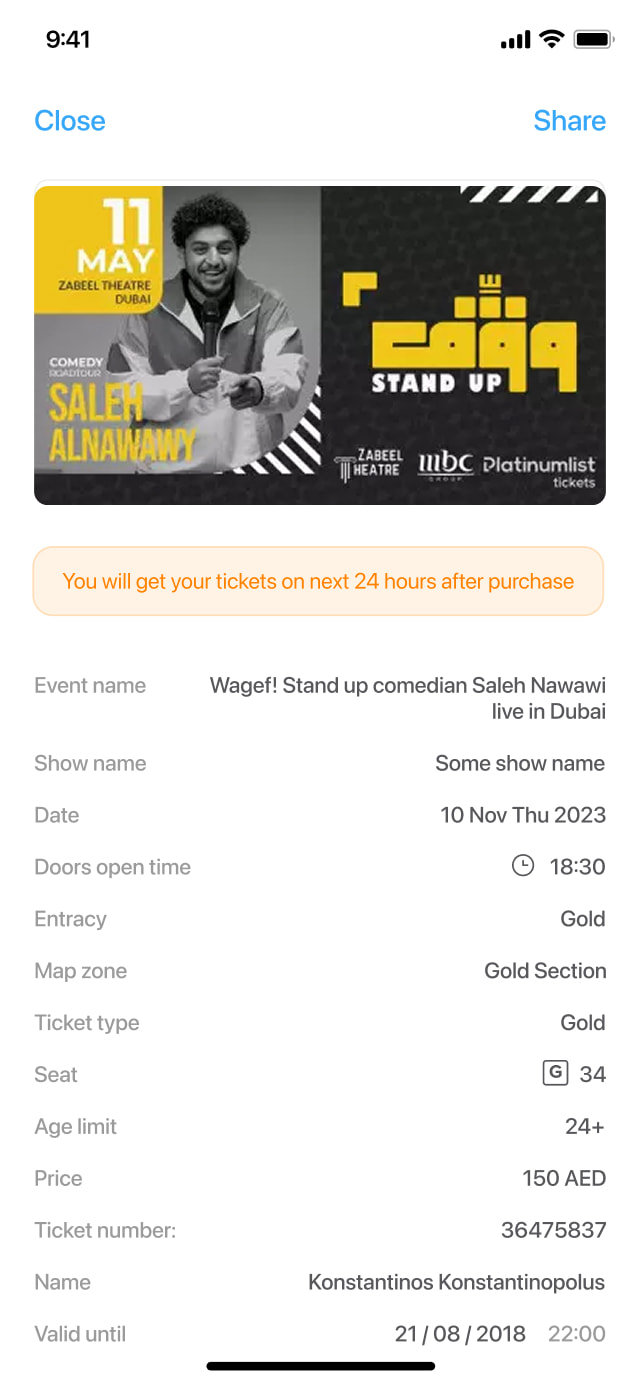 9:41
Close
Share
11
MAY
ZABEEL THEATRE
DUBAI
COMEDY
ROADTOUR
SALEH
ALNAWAWY
ووقف
STAND UP
ZABEEL
THEATRE
mbc
GROUP
Platinumlist
tickets
You will get your tickets on next 24 hours after purchase
Event name
Wagef! Stand up comedian Saleh Nawawi
live in Dubai
Show name
Some show name
Date
10 Nov Thu 2023
Doors open time
18:30
Entracy
Gold
Map zone
Gold Section
Ticket type
Gold
Seat
G 34
Age limit
24+
Price
150 AED
Ticket number:
36475837
Name
Konstantinos Konstantinopolus
Valid until
21 / 08 / 2018 22:00